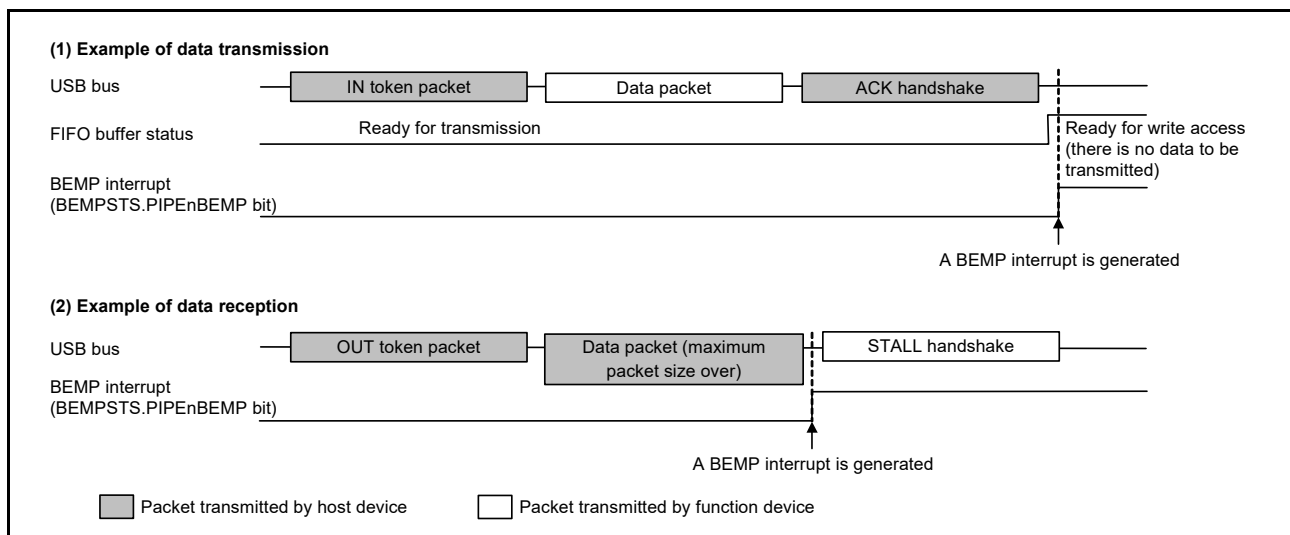 (1) Example of data transmission
USB bus
IN token packet
Data packet
ACK handshake
FIFO buffer status
Ready for transmission
Ready for write access
(there is no data to be
transmitted)
BEMP interrupt
(BEMPSTS.PIPEnBEMP bit)
A BEMP interrupt is generated
(2) Example of data reception
USB bus
OUT token packet
Data packet (maximum
packet size over)
STALL handshake
BEMP interrupt
(BEMPSTS.PIPEnBEMP bit)
A BEMP interrupt is generated
Packet transmitted by host device
Packet transmitted by function device